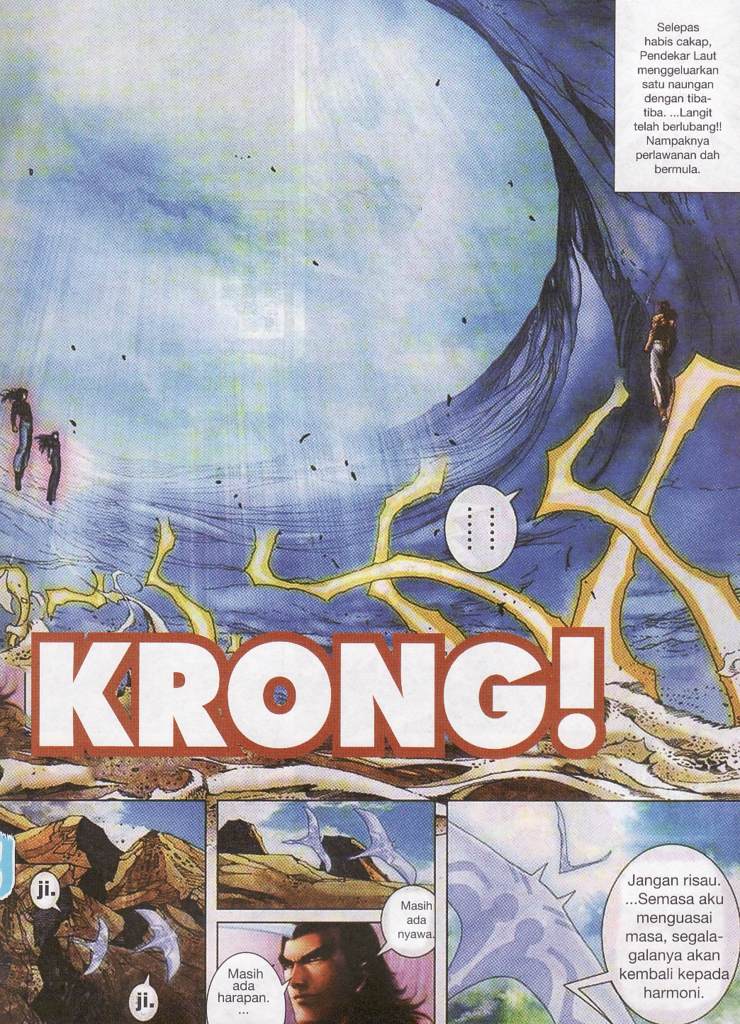 Selepas
habis cakap,
Pendekar Laut
menggeluarkan
satu naungan
dengan tiba-
tiba. ...Langit
telah berlubang!!
Nampaknya
perlawanan dah
bermula.
......
KRONG!
ji.
ji.
Masih
ada
nyawa.
Masih ada
harapan.
...
Jangan risau.
...Semasa aku
menguasai
masa, segala-
galanya akan
kembali kepada
harmoni.